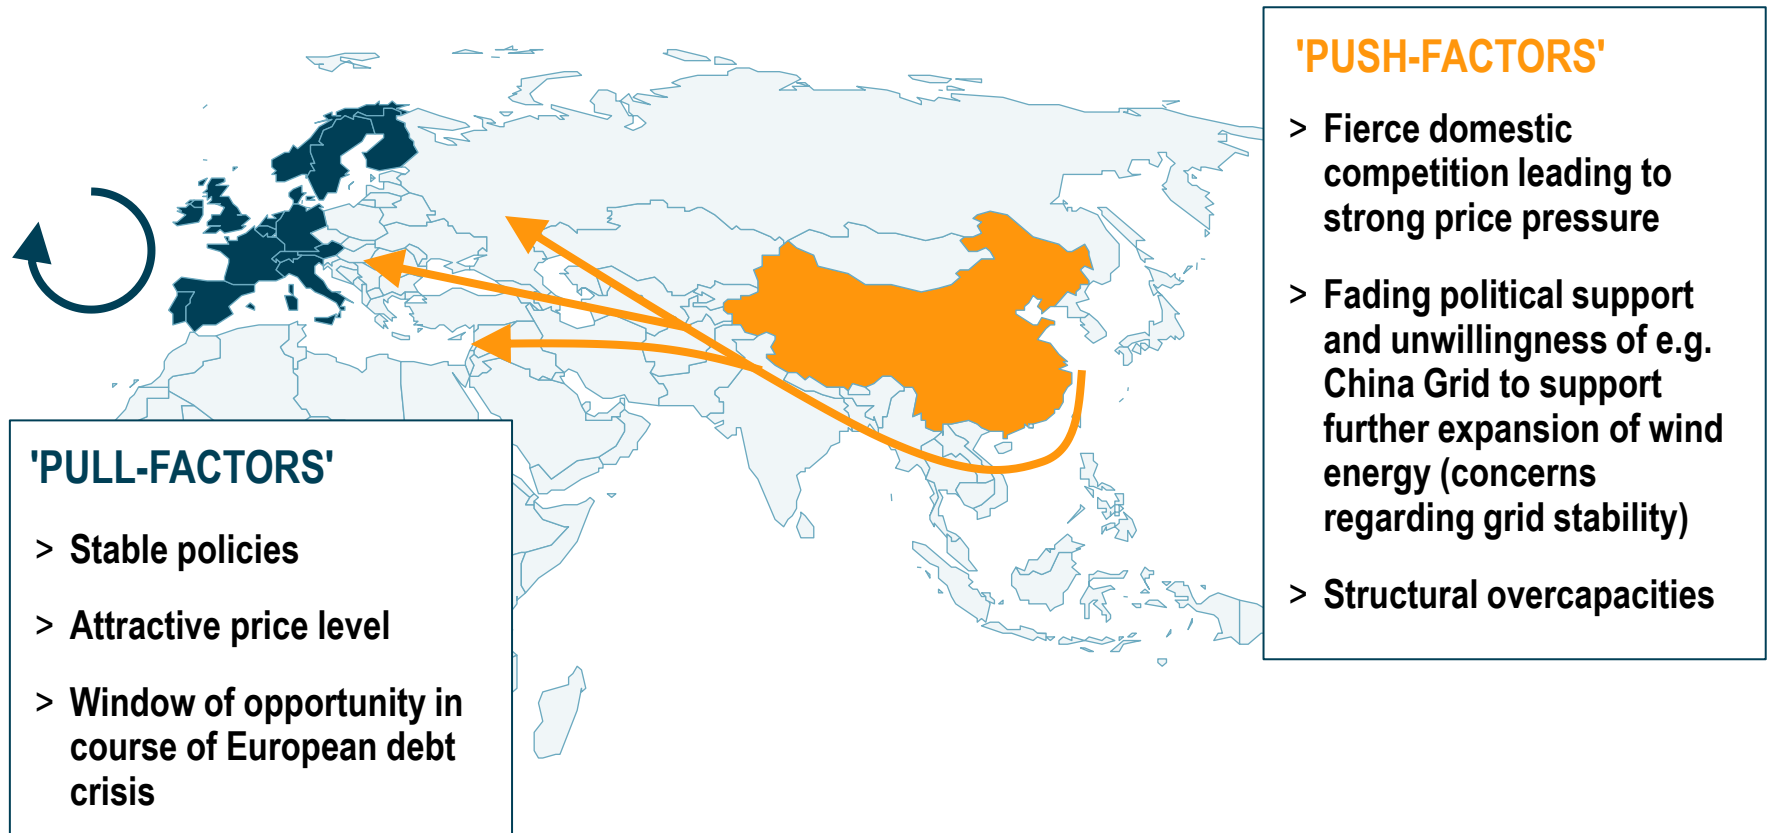 'PUSH-FACTORS'
> Fierce domestic
competition leading to
strong price pressure
> Fading political support
and unwillingness of e.g.
China Grid to support
further expansion of wind
energy (concerns
regarding grid stability)
> Structural overcapacities
'PULL-FACTORS'
> Stable policies
> Attractive price level
> Window of opportunity in
course of European debt
crisis